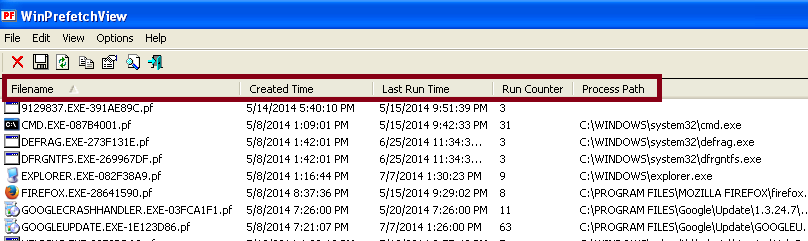 PF WinPrefetchView
File Edit View Options Help
Filename Created Time Last Run Time Run Counter Process Path
9129837.EXE-391AE89C.pf 5/14/2014 5:40:10 PM 5/15/2014 9:51:39 PM 3
CMD.EXE-087B4001.pf 5/8/2014 1:09:01 PM 5/15/2014 9:42:33 PM 31 C:\WINDOWS\system32\cmd.exe
DEFRAG.EXE-273F131E.pf 5/8/2014 1:42:05 PM 6/25/2014 11:34:3... 3 C:\WINDOWS\system32\defrag.exe
DFRGNTFS.EXE-269967DF.pf 5/8/2014 1:42:05 PM 6/25/2014 11:34:3... 3 C:\WINDOWS\system32\dfrgntfs.exe
EXPLORER.EXE-082F38A9.pf 5/8/2014 1:16:44 PM 7/7/2014 1:30:23 PM 9 C:\WINDOWS\explorer.exe
FIREFOX.EXE-28641590.pf 5/8/2014 8:37:36 PM 5/15/2014 9:29:02 PM 8 C:\PROGRAM FILES\MOZILLA FIREFOX\firefox.
GOOGLECRASHHANDLER.EXE-03FCA1F1.pf 5/8/2014 7:26:00 PM 5/20/2014 7:26:00 PM 11 C:\PROGRAM FILES\Google\Update\1.3.24.7\...
GOOGLEUPDATE.EXE-1E123D86.pf 5/8/2014 7:21:07 PM 7/7/2014 1:26:00 PM 63 C:\PROGRAM FILES\Google\Update\GOOGLEU